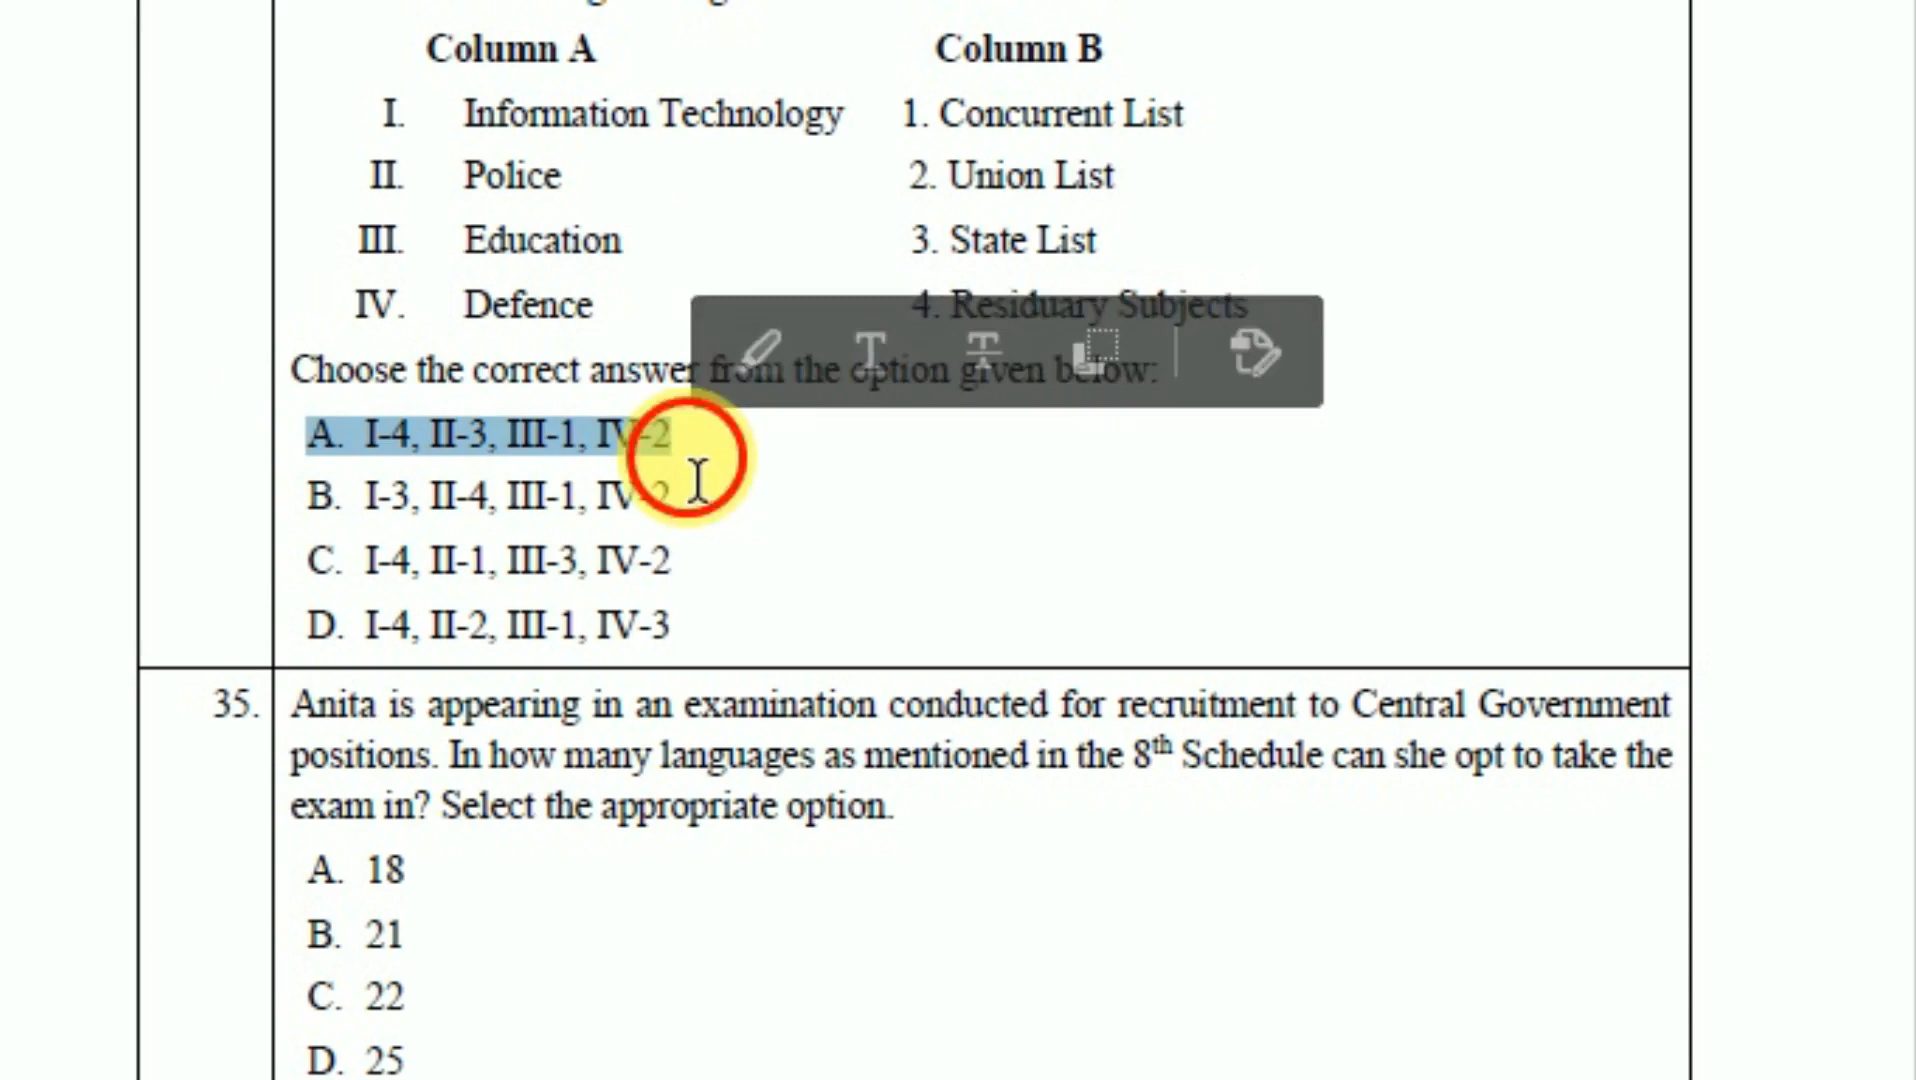 Column A Column B
I. Information Technology 1. Concurrent List
II. Police 2. Union List
III. Education 3. State List
IV. Defence 4. Residuary Subjects
Choose the correct answer from the option given below:
A. I-4, II-3, III-1, IV-2
B. I-3, II-4, III-1, IV-2
C. I-4, II-1, III-3, IV-2
D. I-4, II-2, III-1, IV-3
35. Anita is appearing in an examination conducted for recruitment to Central Government
positions. In how many languages as mentioned in the 8th Schedule can she opt to take the
exam in? Select the appropriate option.
A. 18
B. 21
C. 22
D. 25